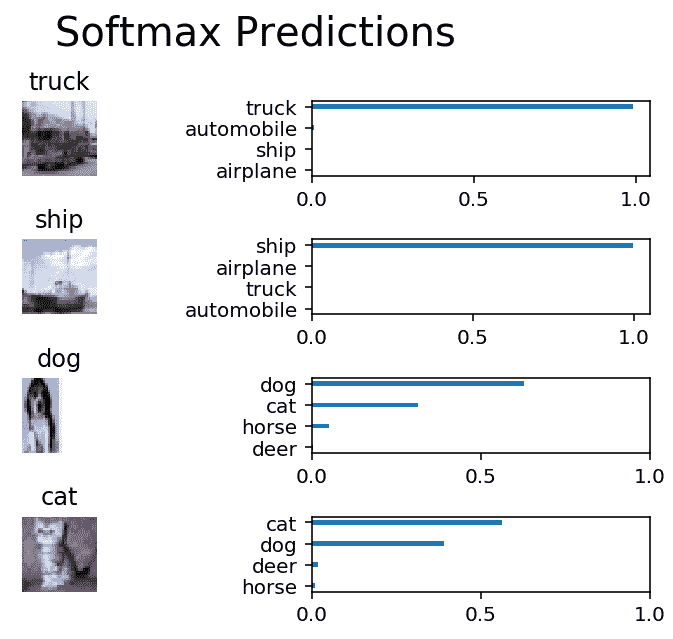 Softmax Predictions
truck
truck
automobile
ship
airplane
0.0 0.5 1.0
ship
ship
airplane
truck
automobile
0.0 0.5 1.0
dog
dog
cat
horse
deer
0.0 0.5 1.0
cat
cat
dog
deer
horse
0.0 0.5 1.0